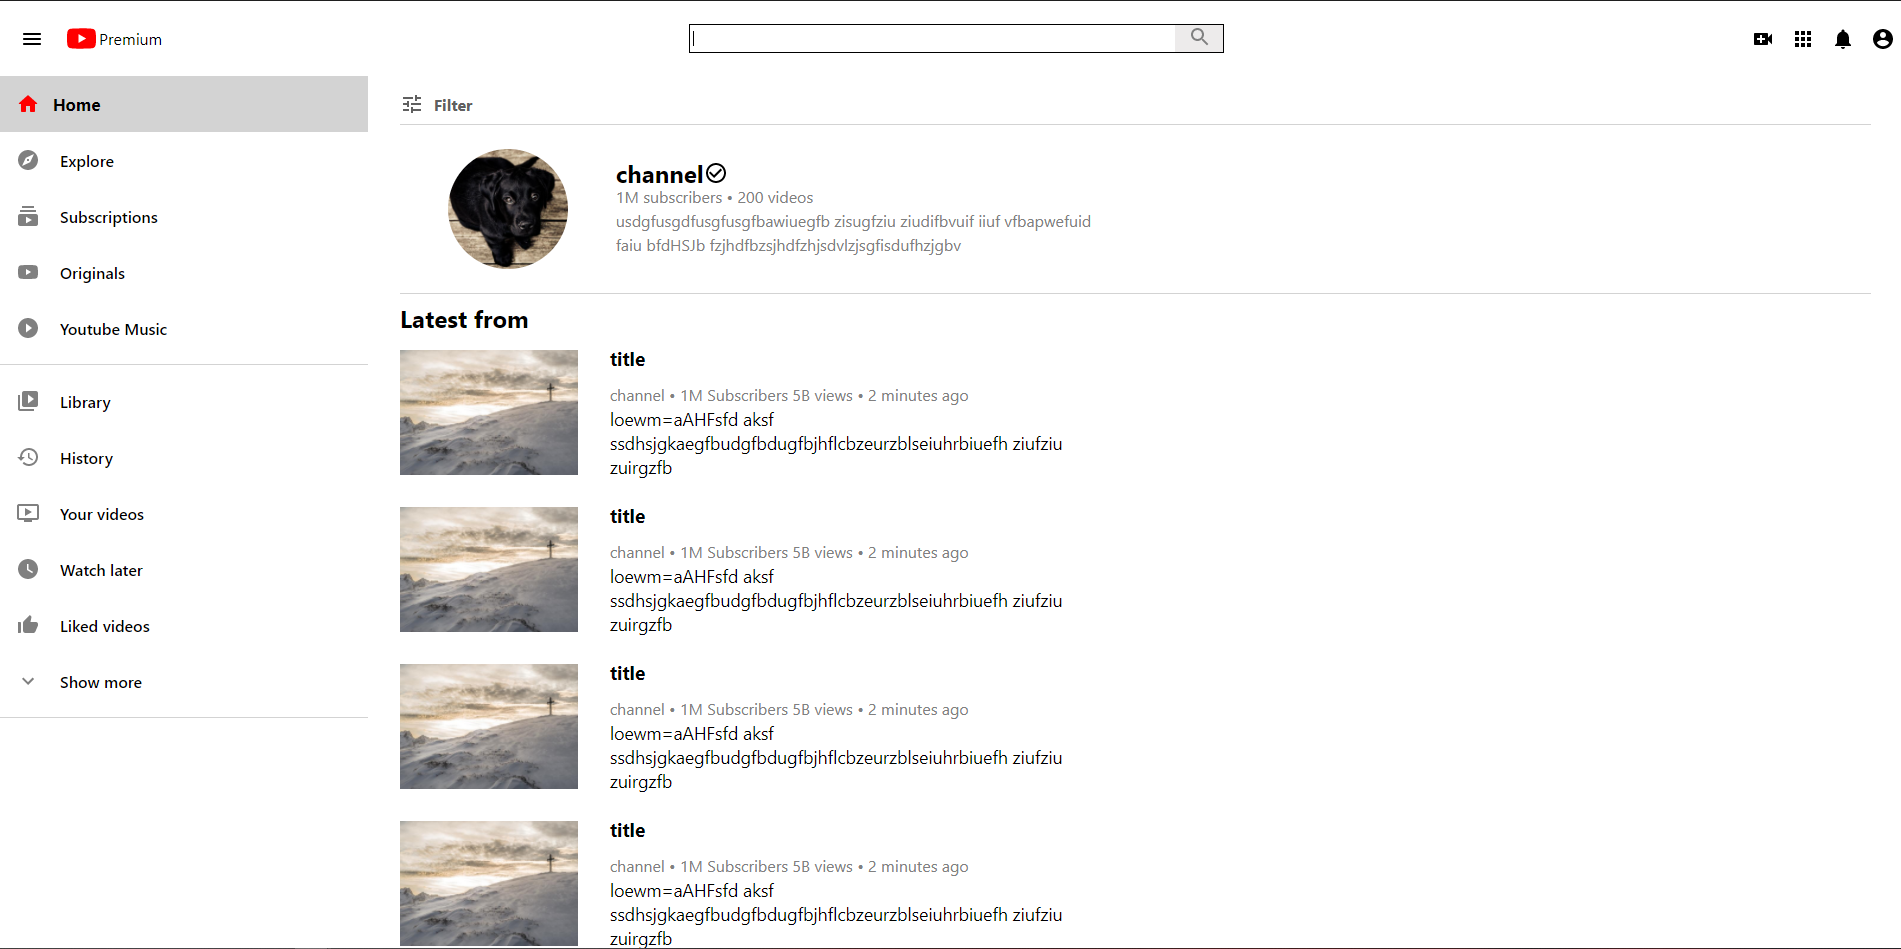 Premium
Home
Explore
Subscriptions
Originals
Youtube Music
Library
History
Your videos
Watch later
Liked videos
Show more
Filter
channel
1M subscribers • 200 videos
usdgfusgdfusgfusgfbawiuegfb zisugfziu ziudifbvuif iiuf vfbapwefuid
faiu bfdHSJb fzjhdfbzsjhdfzhjsdvlzjsgfisdufhzjgbv
Latest from
title
channel • 1M Subscribers 5B views • 2 minutes ago
loewm=aAHFsfd aksf
ssdhsjgkaegfbudgfbdugfbjhflcbzeurzblseiuhrbiuefh ziufziu
zuirgzfb
title
channel • 1M Subscribers 5B views • 2 minutes ago
loewm=aAHFsfd aksf
ssdhsjgkaegfbudgfbdugfbjhflcbzeurzblseiuhrbiuefh ziufziu
zuirgzfb
title
channel • 1M Subscribers 5B views • 2 minutes ago
loewm=aAHFsfd aksf
ssdhsjgkaegfbudgfbdugfbjhflcbzeurzblseiuhrbiuefh ziufziu
zuirgzfb
title
channel • 1M Subscribers 5B views • 2 minutes ago
loewm=aAHFsfd aksf
ssdhsjgkaegfbudgfbdugfbjhflcbzeurzblseiuhrbiuefh ziufziu
zuirgzfb